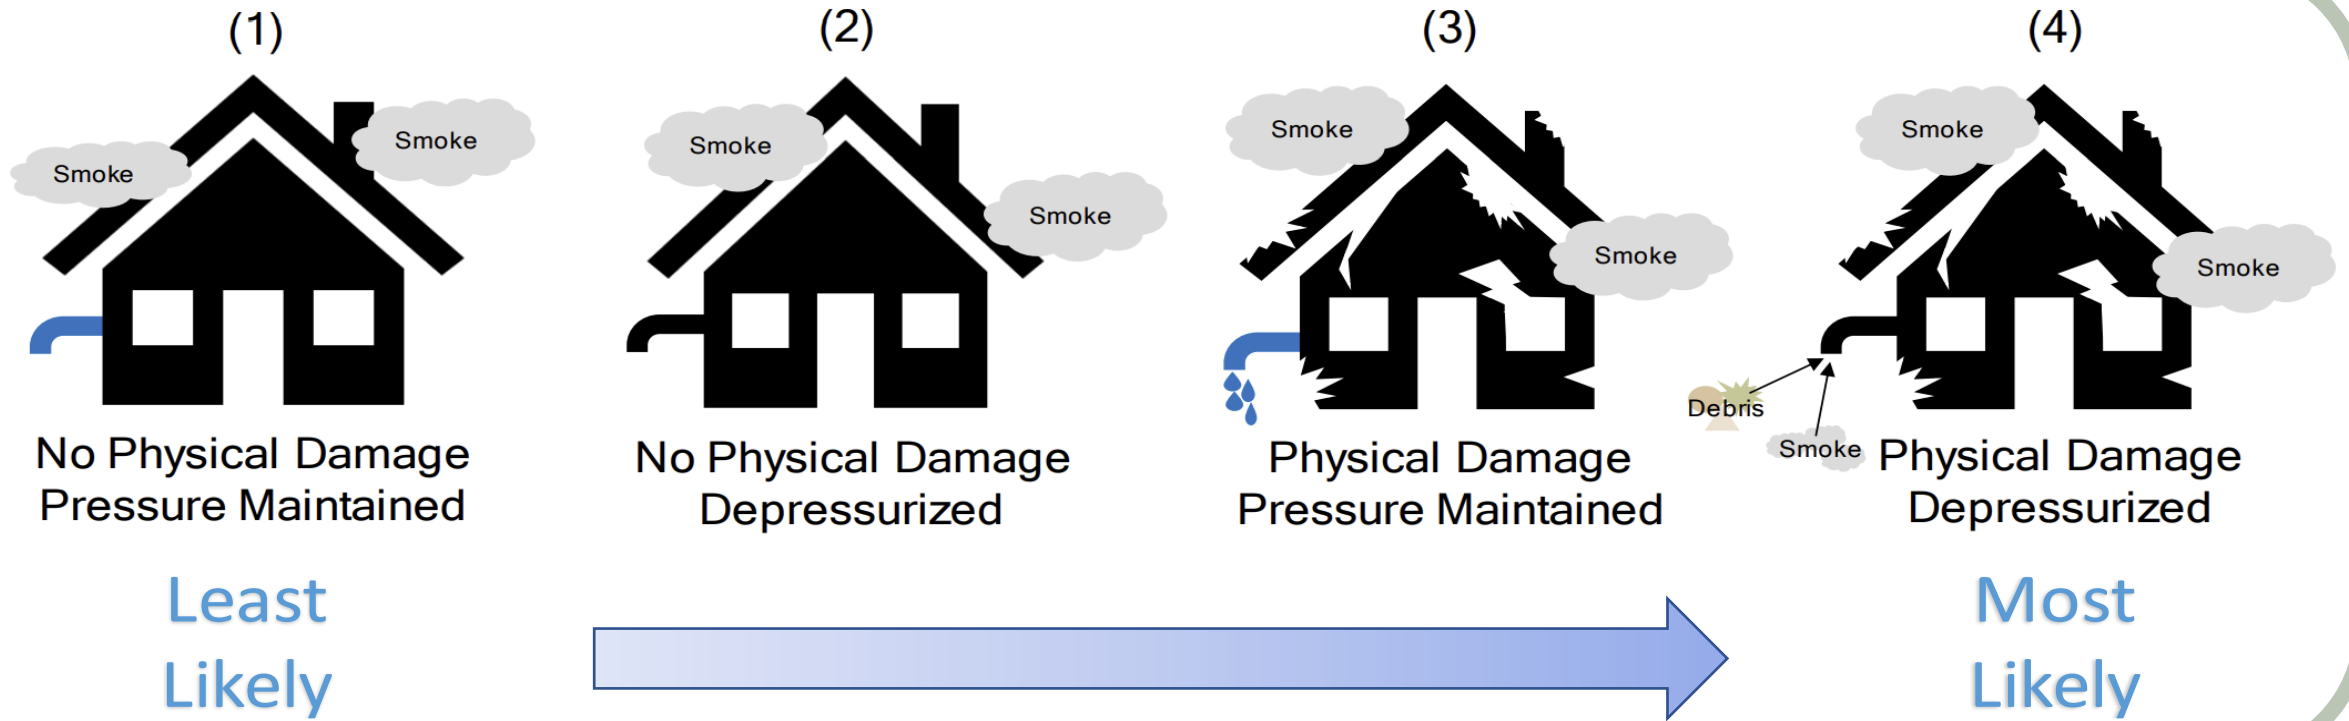 (1)
(2)
(3)
(4)
Smoke
Smoke
Smoke
Smoke
Smoke
Smoke
Smoke
Smoke
Debris
Smoke
No Physical Damage
Pressure Maintained
No Physical Damage
Depressurized
Physical Damage
Pressure Maintained
Physical Damage
Depressurized
Least
Likely
Most
Likely